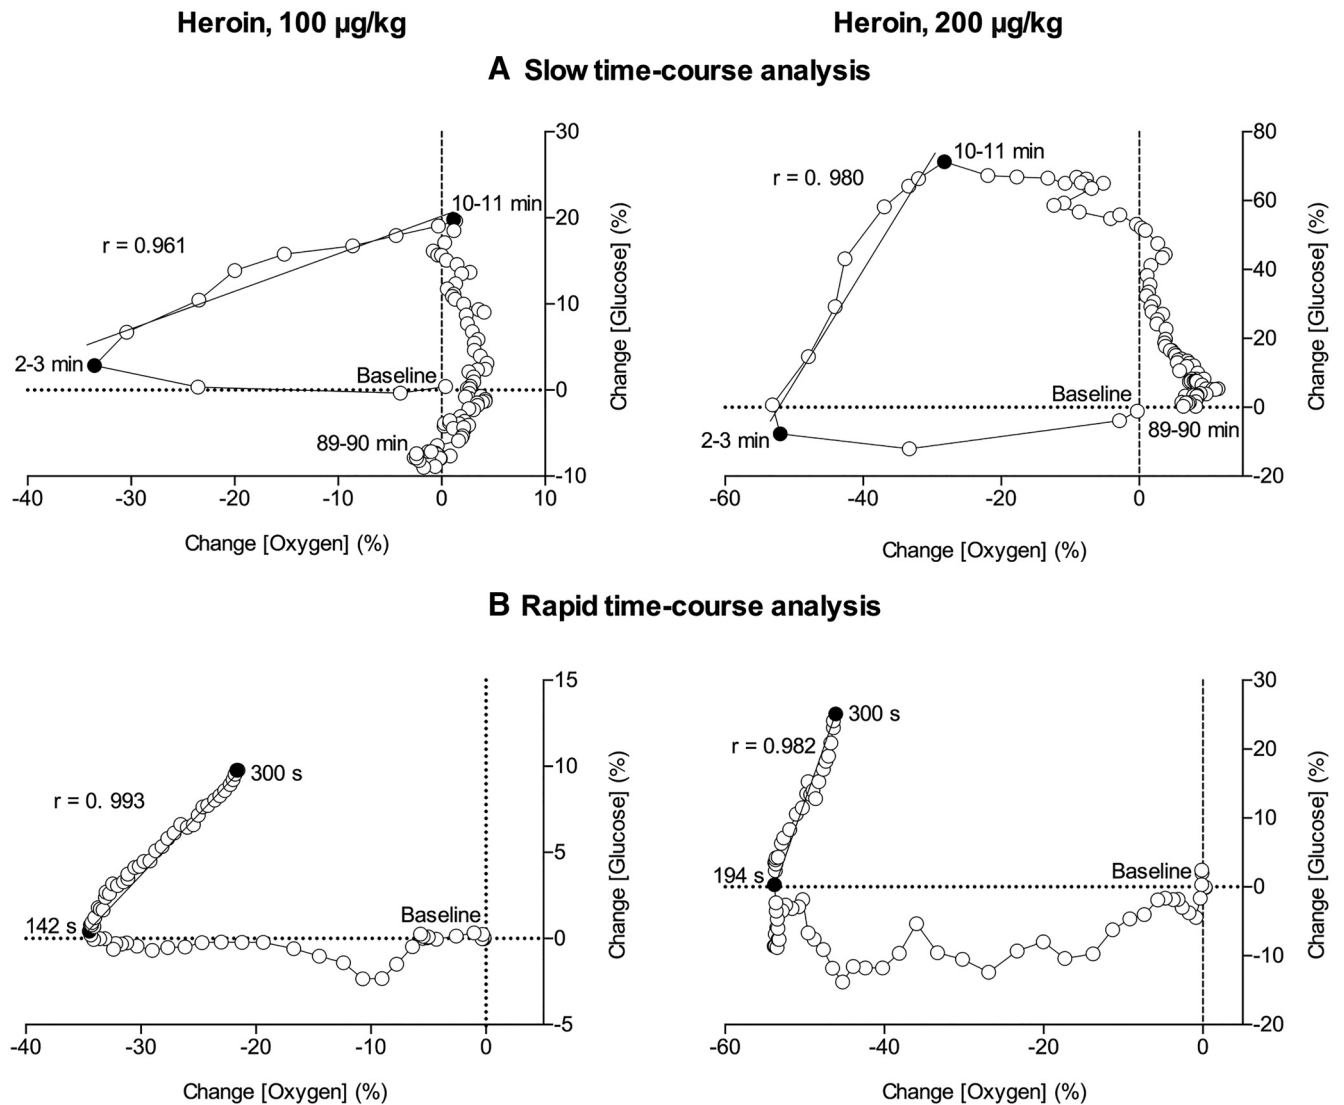 Heroin, 100 µg/kg
Heroin, 200 µg/kg
A Slow time-course analysis
30
20
10
0
-10
Change [Glucose] (%)
10-11 min
r = 0.961
2-3 min
Baseline
89-90 min
-40 -30 -20 -10 0 10
Change [Oxygen] (%)
80
60
40
20
0
-20
Change [Glucose] (%)
10-11 min
r = 0. 980
Baseline
2-3 min
89-90 min
-60 -40 -20 0
Change [Oxygen] (%)
B Rapid time-course analysis
15
10
5
0
-5
Change [Glucose] (%)
300 s
r = 0. 993
142 s
Baseline
-40 -30 -20 -10 0
Change [Oxygen] (%)
30
20
10
0
-10
-20
Change [Glucose] (%)
300 s
r = 0.982
194 s
Baseline
-60 -40 -20 0
Change [Oxygen] (%)